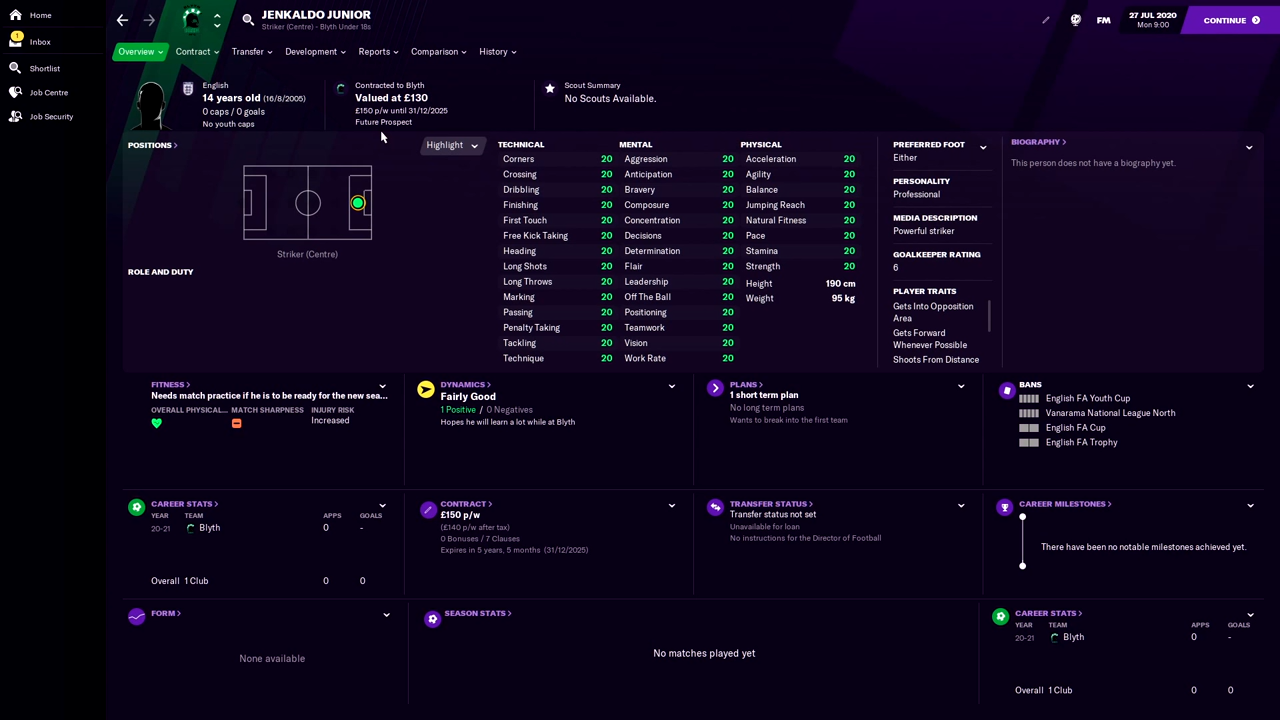 Home
Inbox
Shortlist
Job Centre
Job Security
JENKALDO JUNIOR
Striker (Centre) - Blyth Under 18s
FM
27 JUL 2020
Mon 9:00
CONTINUE
Overview
Contract
Transfer
Development
Reports
Comparison
History
English
14 years old (16/8/2005)
0 caps / 0 goals
No youth caps
Contracted to Blyth
Valued at £130
£150 p/w until 31/12/2025
Future Prospect
Scout Summary
No Scouts Available.
POSITIONS
Highlight
Striker (Centre)
ROLE AND DUTY
TECHNICAL
Corners 20
Crossing 20
Dribbling 20
Finishing 20
First Touch 20
Free Kick Taking 20
Heading 20
Long Shots 20
Long Throws 20
Marking 20
Passing 20
Penalty Taking 20
Tackling 20
Technique 20
MENTAL
Aggression 20
Anticipation 20
Bravery 20
Composure 20
Concentration 20
Decisions 20
Determination 20
Flair 20
Leadership 20
Off The Ball 20
Positioning 20
Teamwork 20
Vision 20
Work Rate 20
PHYSICAL
Acceleration 20
Agility 20
Balance 20
Jumping Reach 20
Natural Fitness 20
Pace 20
Stamina 20
Strength 20
Height 190 cm
Weight 95 kg
PREFERRED FOOT
Either
PERSONALITY
Professional
MEDIA DESCRIPTION
Powerful striker
GOALKEEPER RATING
6
PLAYER TRAITS
Gets Into Opposition
Area
Gets Forward
Whenever Possible
Shoots From Distance
BIOGRAPHY
This person does not have a biography yet.
FITNESS
Needs match practice if he is to be ready for the new sea...
OVERALL PHYSICAL... MATCH SHARPNESS INJURY RISK
Increased
DYNAMICS
Fairly Good
1 Positive / 0 Negatives
Hopes he will learn a lot while at Blyth
PLANS
1 short term plan
No long term plans
Wants to break into the first team
BANS
English FA Youth Cup
Vanarama National League North
English FA Cup
English FA Trophy
CAREER STATS
YEAR TEAM APPS GOALS
20-21 Blyth 0 -
Overall 1 Club 0 0
CONTRACT
£150 p/w
(£140 p/w after tax)
0 Bonuses / 7 Clauses
Expires in 5 years, 5 months (31/12/2025)
TRANSFER STATUS
Transfer status not set
Unavailable for loan
No instructions for the Director of Football
CAREER MILESTONES
There have been no notable milestones achieved yet.
FORM
None available
SEASON STATS
No matches played yet
CAREER STATS
YEAR TEAM APPS GOALS
20-21 Blyth 0 -
Overall 1 Club 0 0